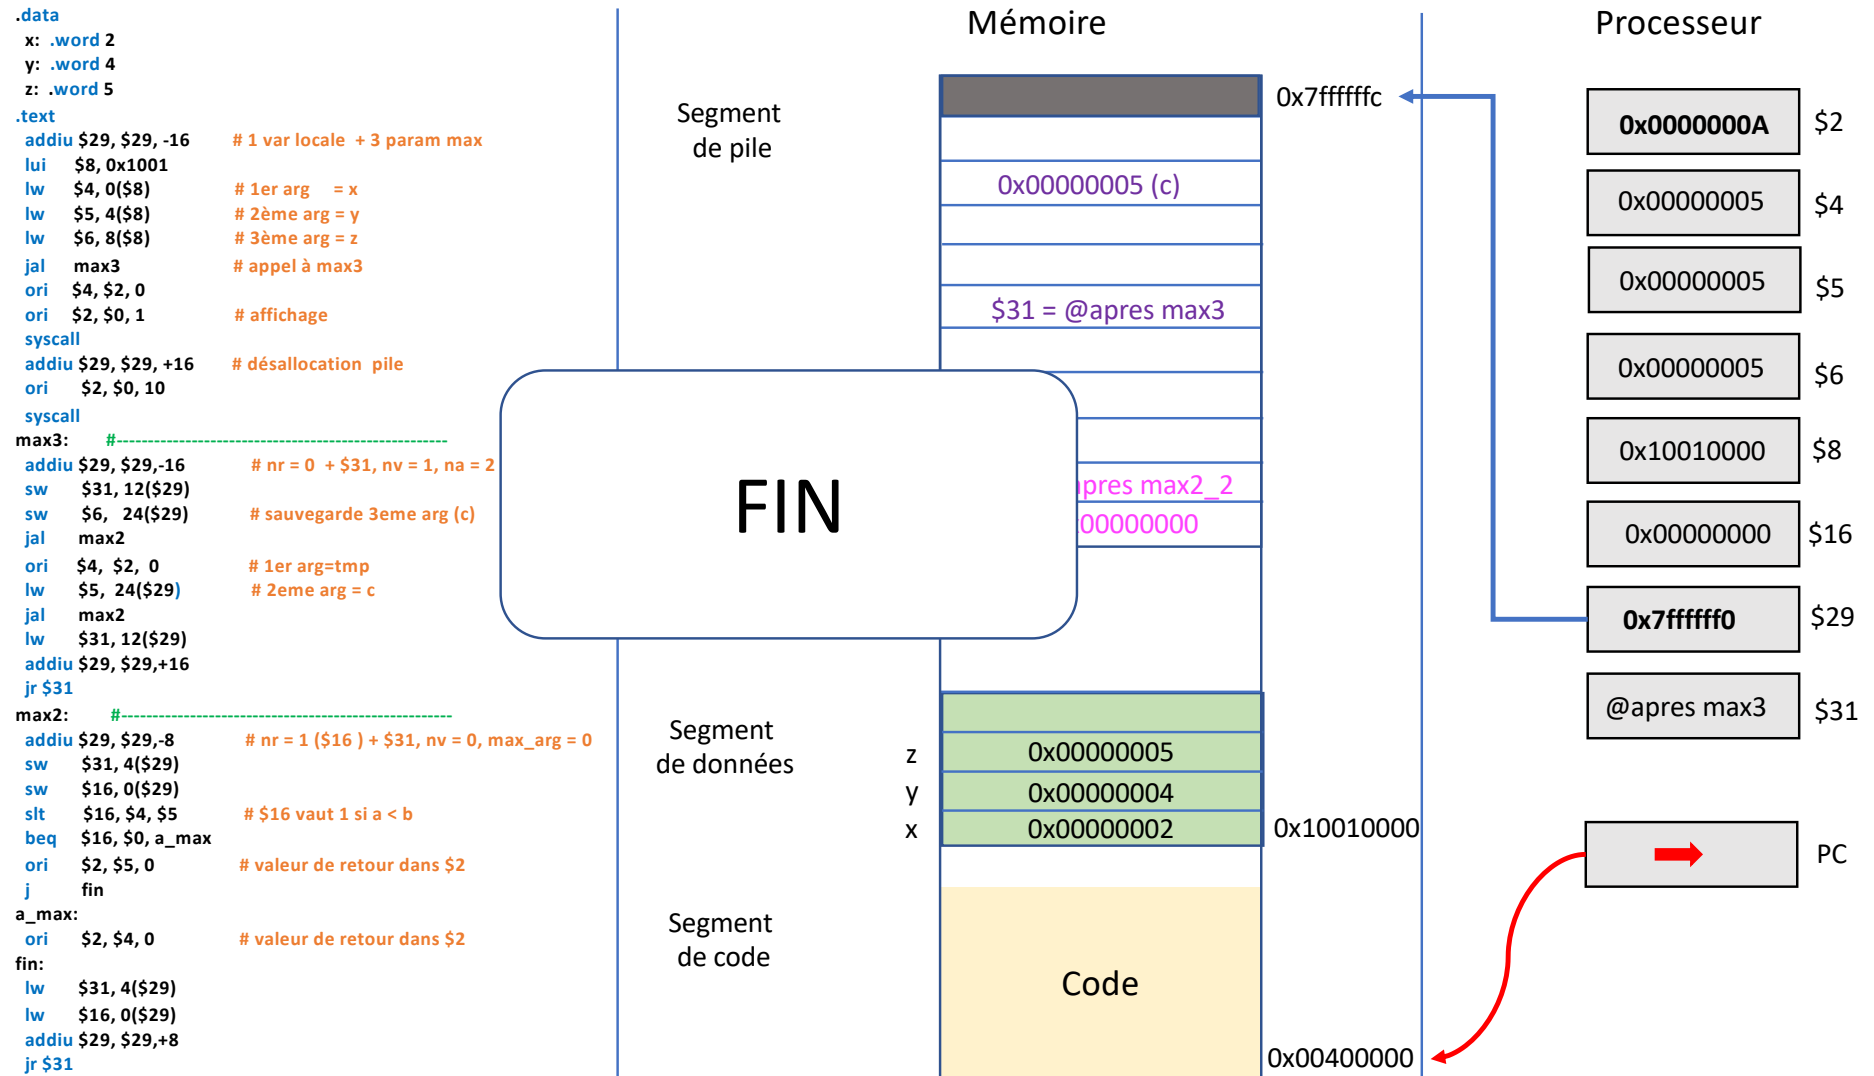 .data
x: .word 2
y: .word 4
z: .word 5
.text
addiu $29, $29, -16 # 1 var locale + 3 param max
lui $8, 0x1001
lw $4, 0($8) # 1er arg = x
lw $5, 4($8) # 2ème arg = y
lw $6, 8($8) # 3ème arg = z
jal max3 # appel à max3
ori $4, $2, 0
ori $2, $0, 1 # affichage
syscall
addiu $29, $29, +16 # désallocation pile
ori $2, $0, 10
syscall
max3: #-----------------------------------------------------
addiu $29, $29,-16 # nr = 0 + $31, nv = 1, na = 2
sw $31, 12($29)
sw $6, 24($29) # sauvegarde 3eme arg (c)
jal max2
ori $4, $2, 0 # 1er arg=tmp
lw $5, 24($29) # 2eme arg = c
jal max2
lw $31, 12($29)
addiu $29, $29,+16
jr $31
max2: #-----------------------------------------------------
addiu $29, $29,-8 # nr = 1 ($16 ) + $31, nv = 0, max_arg = 0
sw $31, 4($29)
sw $16, 0($29)
slt $16, $4, $5 # $16 vaut 1 si a < b
beq $16, $0, a_max
ori $2, $5, 0 # valeur de retour dans $2
j fin
a_max:
ori $2, $4, 0 # valeur de retour dans $2
fin:
lw $31, 4($29)
lw $16, 0($29)
addiu $29, $29,+8
jr $31
Mémoire
Segment
de pile
0x7ffffffc
0x00000005 (c)
$31 = @apres max3
FIN
max2_2
00000000
Segment
de données
z 0x00000005
y 0x00000004
x 0x00000002 0x10010000
Segment
de code
Code
0x00400000
Processeur
0x0000000A $2
0x00000005 $4
0x00000005 $5
0x00000005 $6
0x10010000 $8
0x00000000 $16
0x7ffffff0 $29
@apres max3 $31
PC